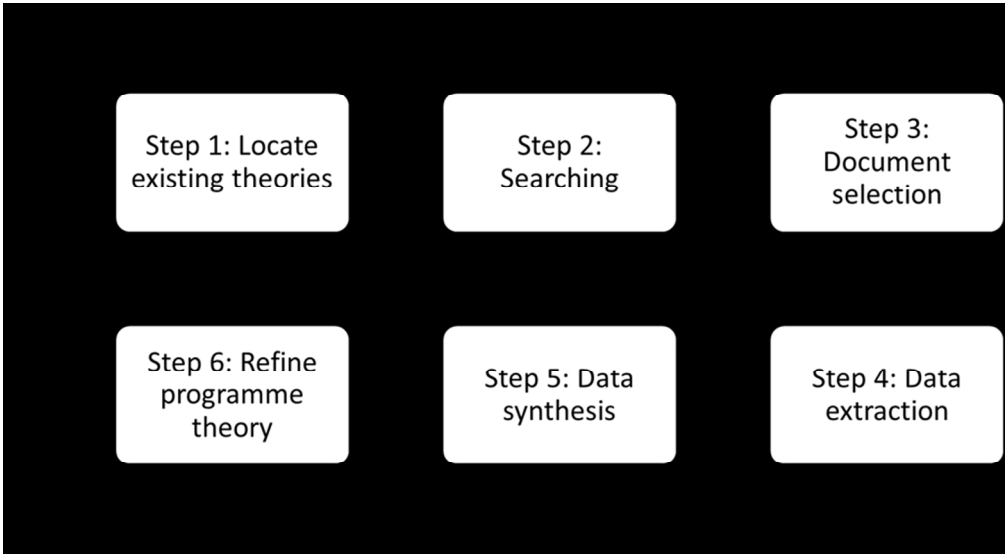 Step 1: Locate
existing theories
Step 2:
Searching
Step 3:
Document
selection
Step 6: Refine
programme
theory
Step 5: Data
synthesis
Step 4: Data
extraction